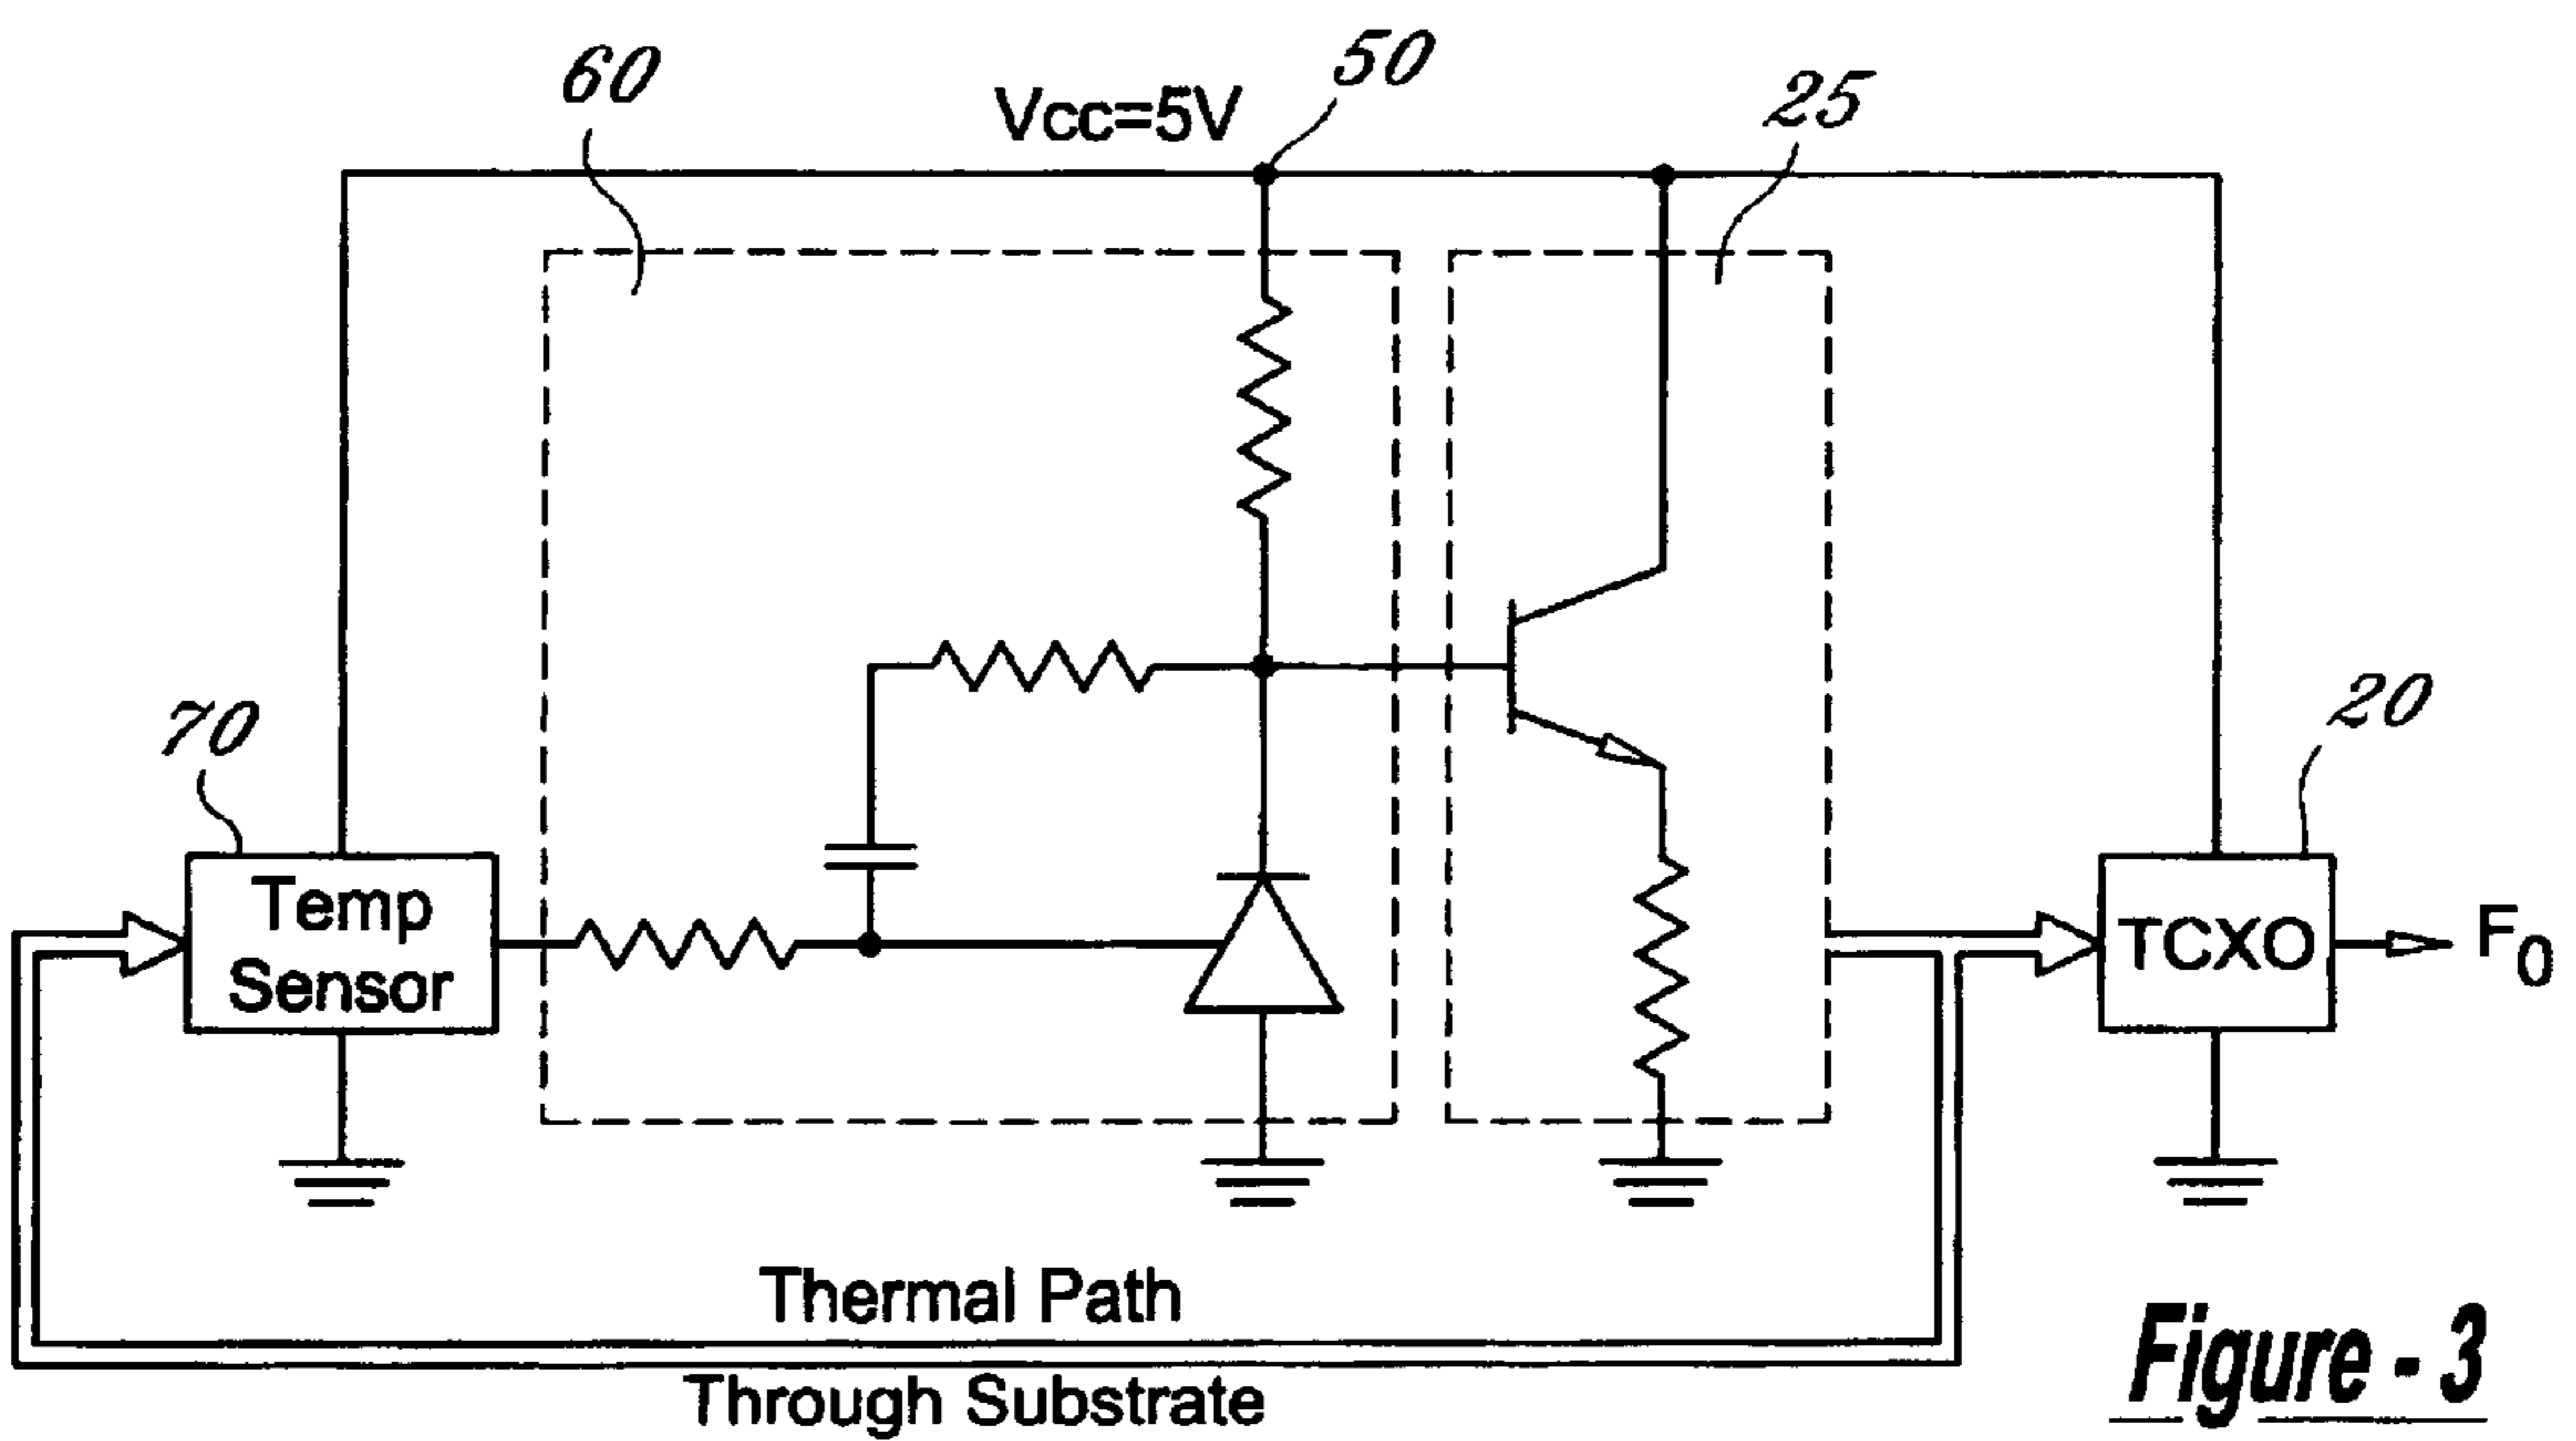 60
50
25
Vcc=5V
70
20
Temp
Sensor
TCXO
F0
Thermal Path
Through Substrate
Figure - 3